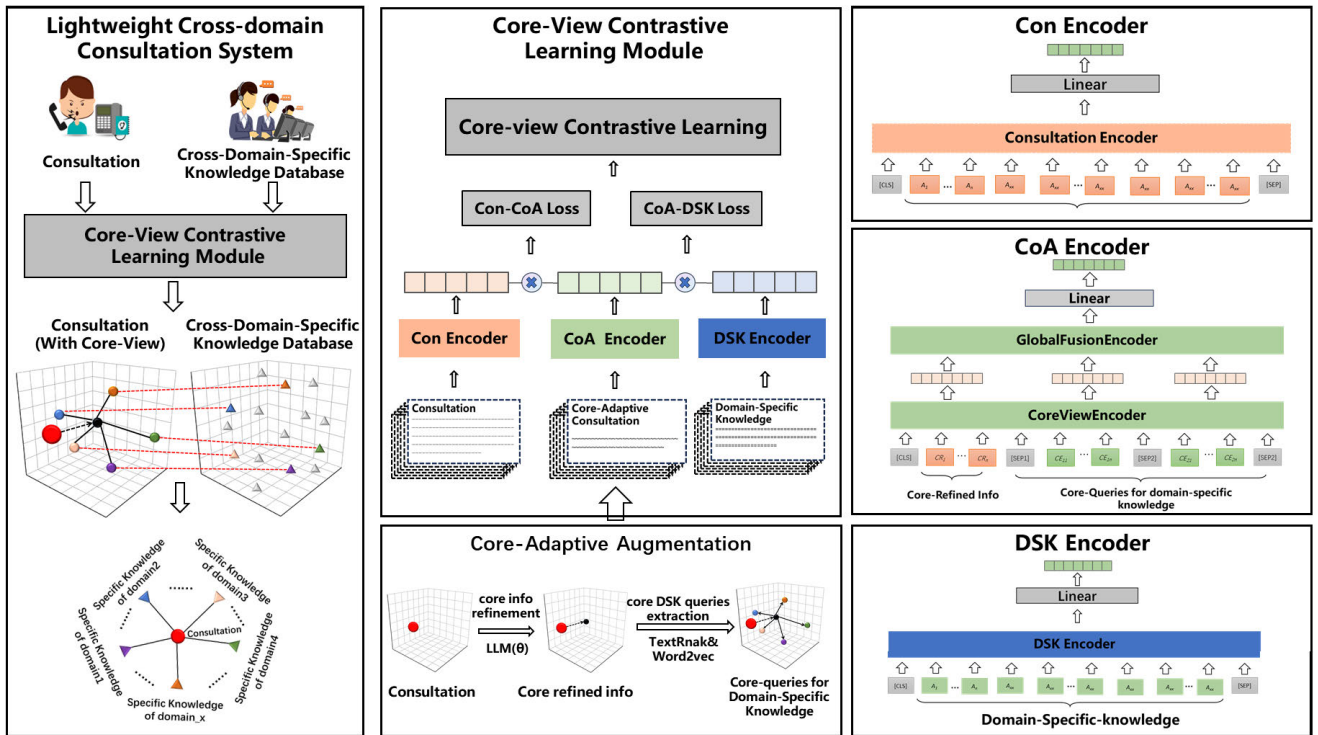 Lightweight Cross-domain
Consultation System
Consultation
Cross-Domain-Specific
Knowledge Database
Core-View Contrastive
Learning Module
Consultation
(With Core-View)
Cross-Domain-Specific
Knowledge Database
Specific Knowledge
of domain2
Specific Knowledge
of domain3
Consultation
Specific Knowledge
of domain1
Specific Knowledge
of domain4
Specific Knowledge
of domain_x
Core-View Contrastive
Learning Module
Core-view Contrastive Learning
Con-CoA Loss
CoA-DSK Loss
Con Encoder
CoA Encoder
DSK Encoder
Consultation
Core-Adaptive
Consultation
Domain-Specific
Knowledge
Core-Adaptive Augmentation
core info
refinement
LLM(θ)
core DSK queries
extraction
TextRnak&
Word2vec
Consultation
Core refined info
Core-queries for
Domain-Specific
Knowledge
Con Encoder
Linear
Consultation Encoder
[CLS]
...
...
...
[SEP]
CoA Encoder
Linear
GlobalFusionEncoder
CoreViewEncoder
[CLS] CR₁ ... CRₙ [SEP1] CE₁₁ ... [SEP2] CE₂₁ ... [SEP2]
Core-Refined Info
Core-Queries for domain-specific
knowledge
DSK Encoder
Linear
DSK Encoder
[CLS]
...
...
...
[SEP]
Domain-Specific-knowledge